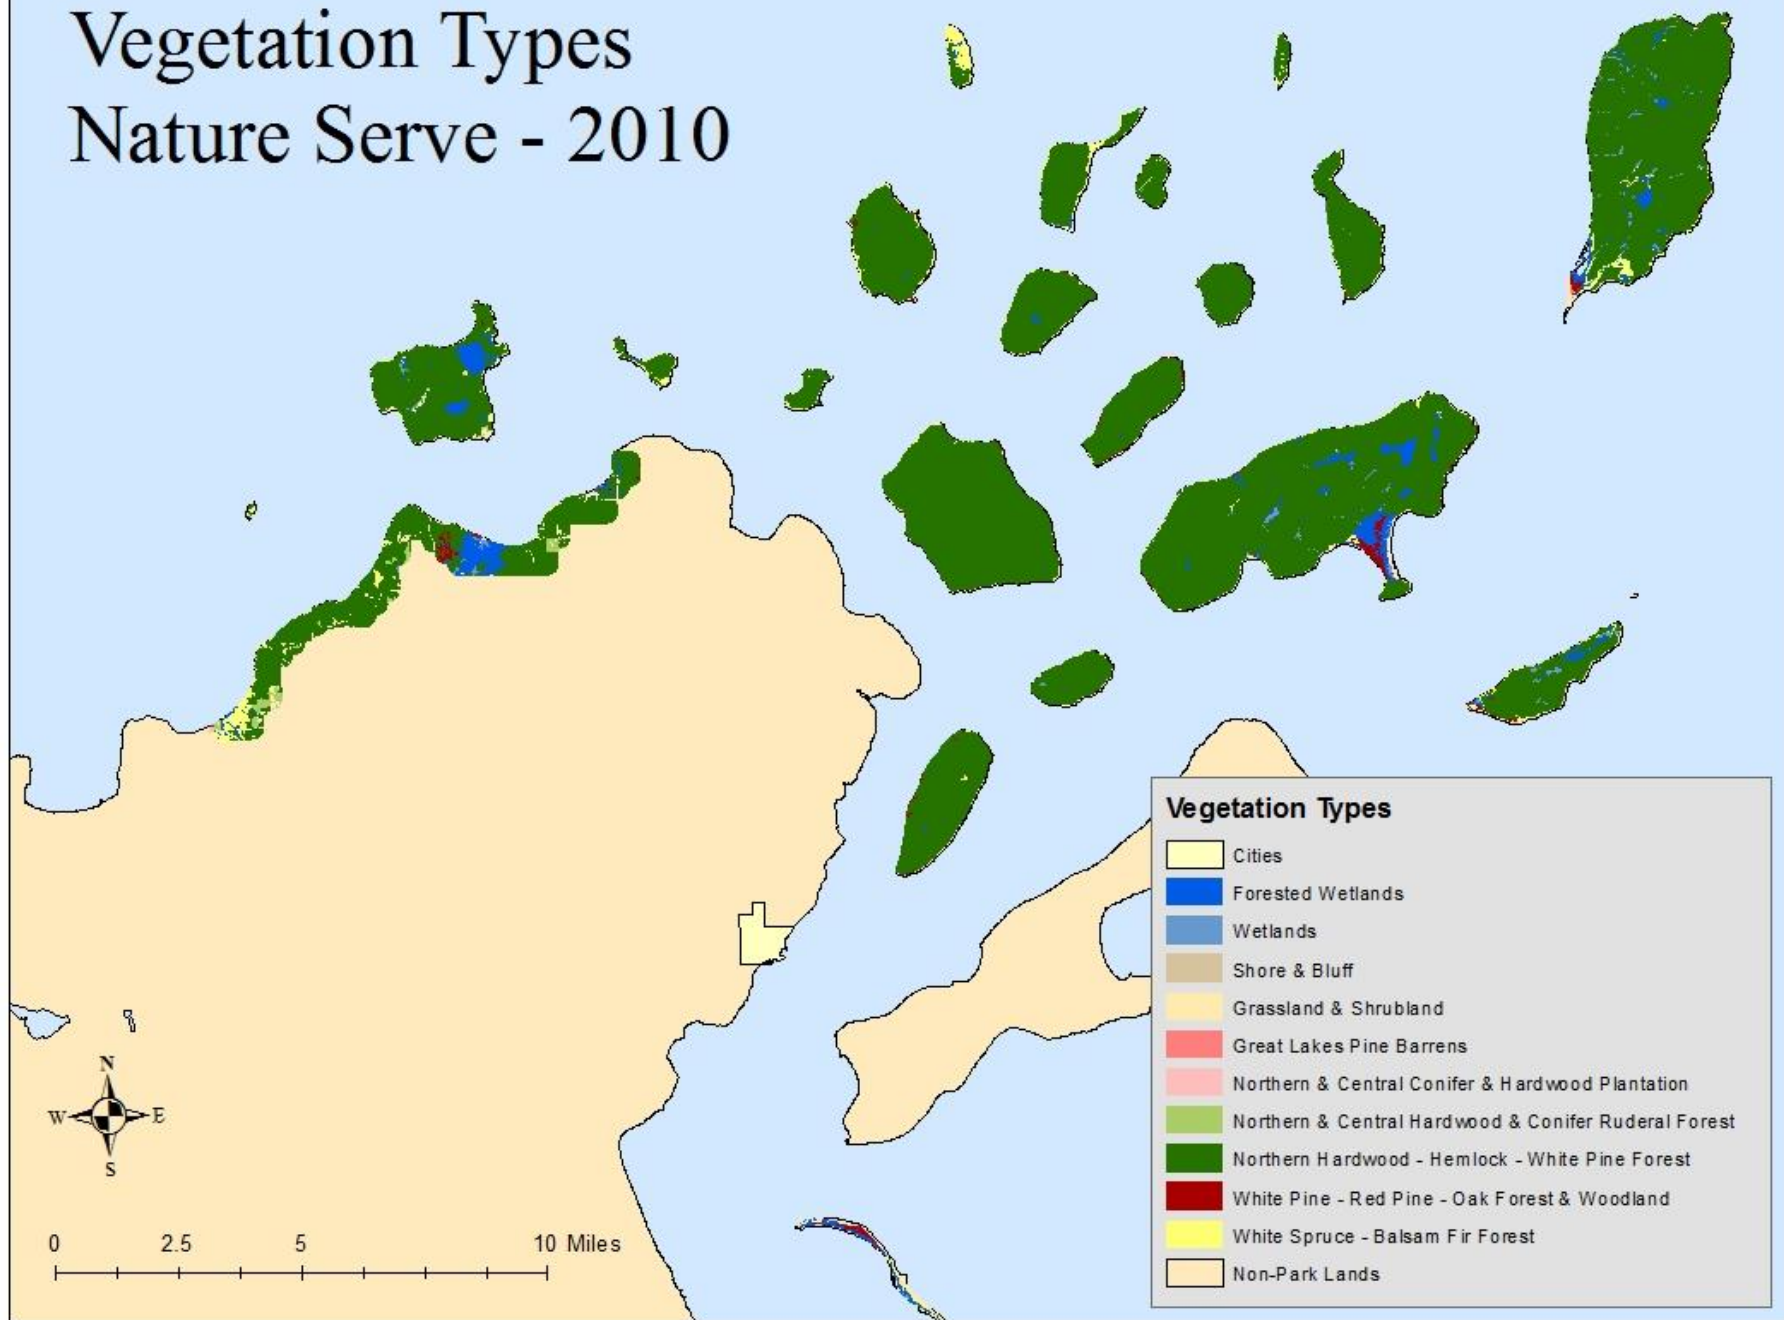 Vegetation Types
Nature Serve - 2010
Vegetation Types
Cities
Forested Wetlands
Wetlands
Shore & Bluff
Grassland & Shrubland
Great Lakes Pine Barrens
Northern & Central Conifer & Hardwood Plantation
Northern & Central Hardwood & Conifer Ruderal Forest
Northern Hardwood - Hemlock - White Pine Forest
White Pine - Red Pine - Oak Forest & Woodland
White Spruce - Balsam Fir Forest
Non-Park Lands
N
W E
S
0 2.5 5 10 Miles